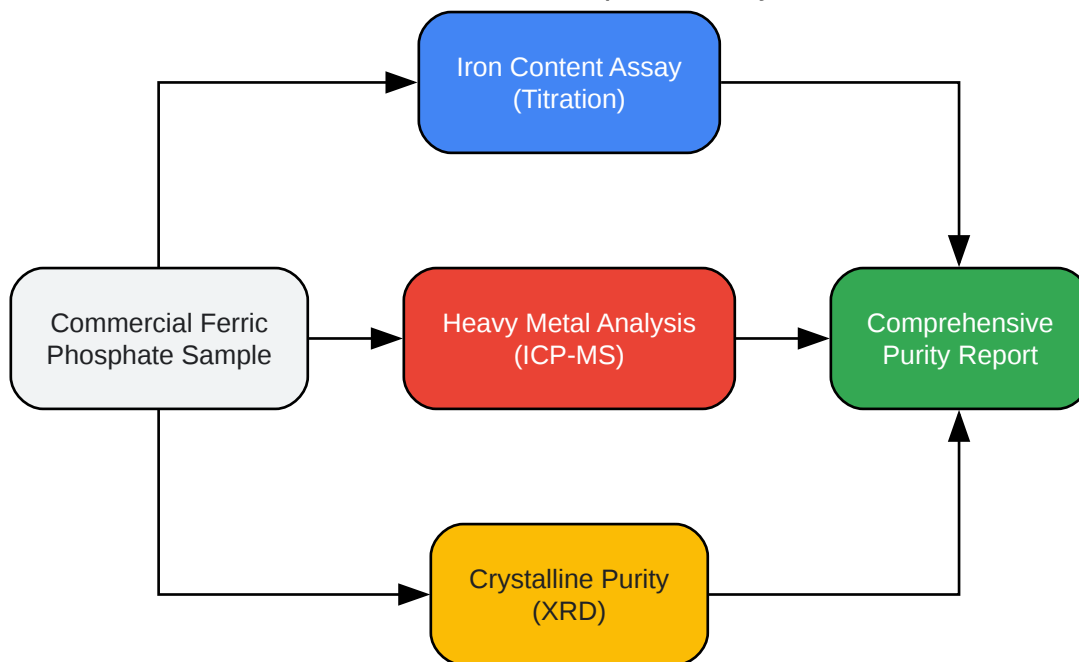 Iron Content Assay
(Titration)
Commercial Ferric
Phosphate Sample
Heavy Metal Analysis
(ICP-MS)
Comprehensive
Purity Report
Crystalline Purity
(XRD)